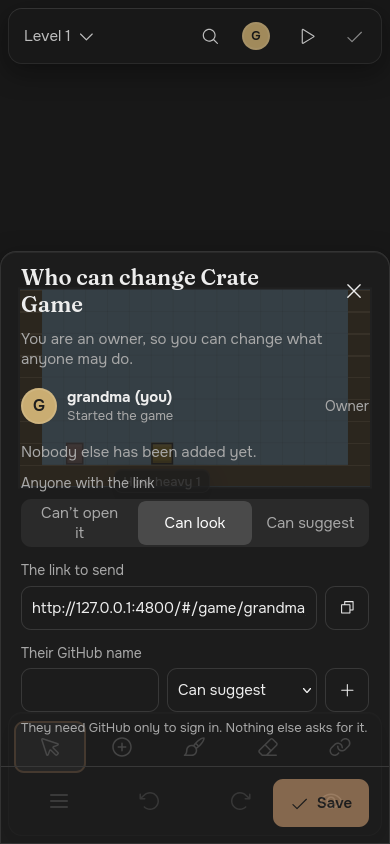 Level 1
G
Who can change Crate
Game
You are an owner, so you can change what
anyone may do.
G
grandma (you)
Started the game
Owner
Nobody else has been added yet.
Anyone with the link
heavy 1
Can't open
it
Can look
Can suggest
The link to send
http://127.0.0.1:4800/#/game/grandma
Their GitHub name
Can suggest
They need GitHub only to sign in. Nothing else asks for it.
Save